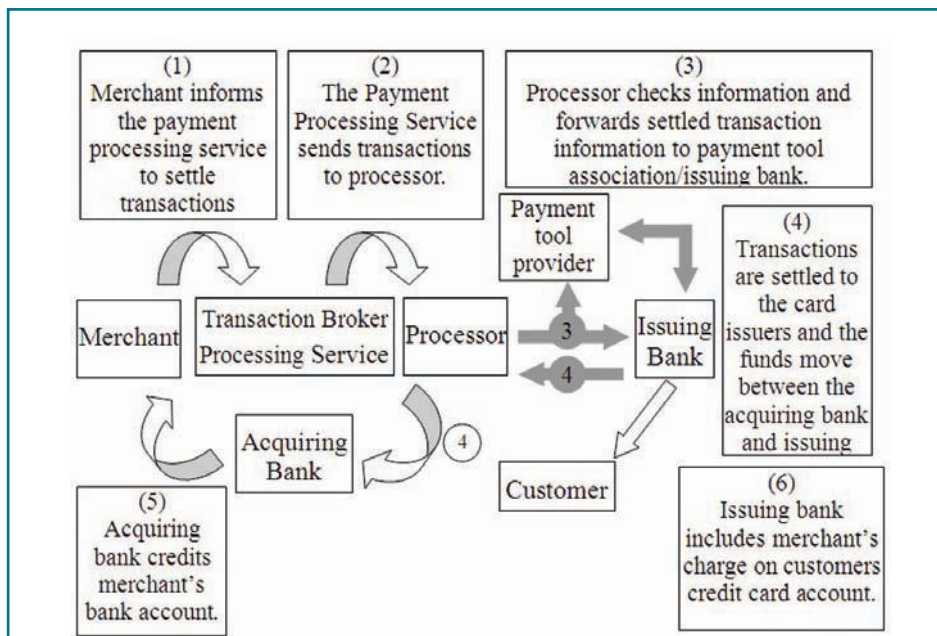 (1)
Merchant informs
the payment
processing service
to settle
transactions
(2)
The Payment
Processing Service
sends transactions
to processor.
(3)
Processor checks information and
forwards settled transaction
information to payment tool
association/issuing bank.
Payment
tool
provider
(4)
Transactions
are settled to
the card
issuers and the
funds move
between the
acquiring bank
and issuing
Merchant
Transaction Broker
Processing Service
Processor
3
4
Issuing
Bank
Acquiring
Bank
4
Customer
(5)
Acquiring
bank credits
merchant's
bank account.
(6)
Issuing bank
includes merchant's
charge on customers
credit card account.